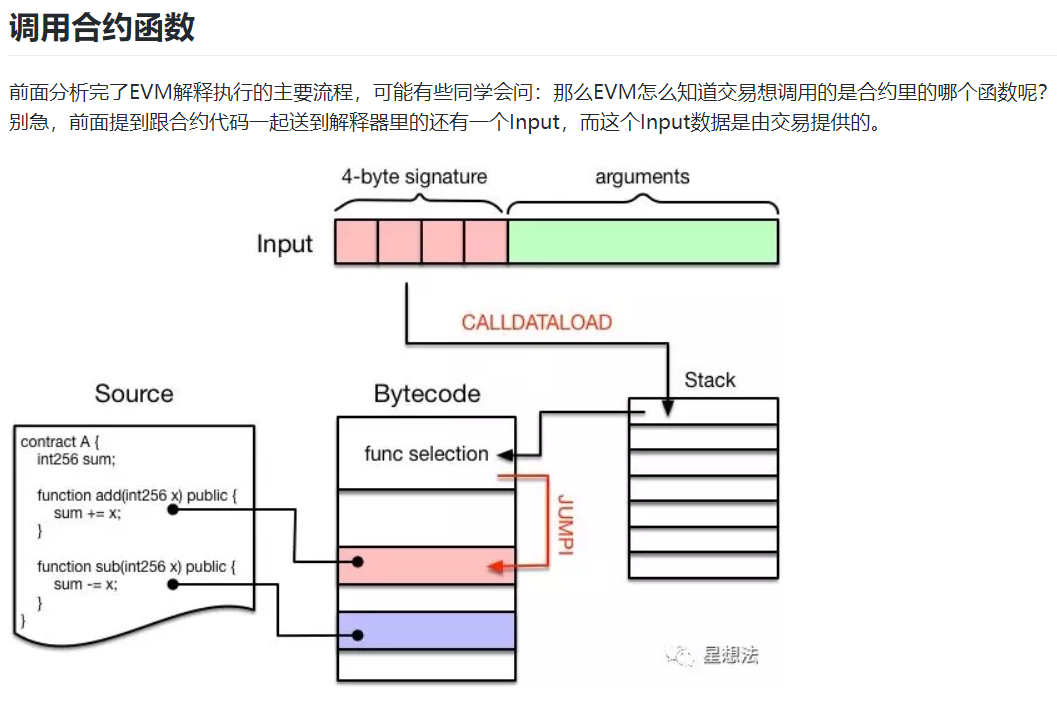 调用合约函数
前面分析完了EVM解释执行的主要流程，可能有些同学会问：那么EVM怎么知道交易想调用的是合约里的哪个函数呢？
别急，前面提到跟合约代码一起送到解释器里的还有一个Input，而这个Input数据是由交易提供的。
4-byte signature
arguments
Input
CALLDATALOAD
Stack
Source
Bytecode
contract A {
int256 sum;
function add(int256 x) public {
sum += x;
}
function sub(int256 x) public {
sum -= x;
}
}
func selection
JUMPI
星想法